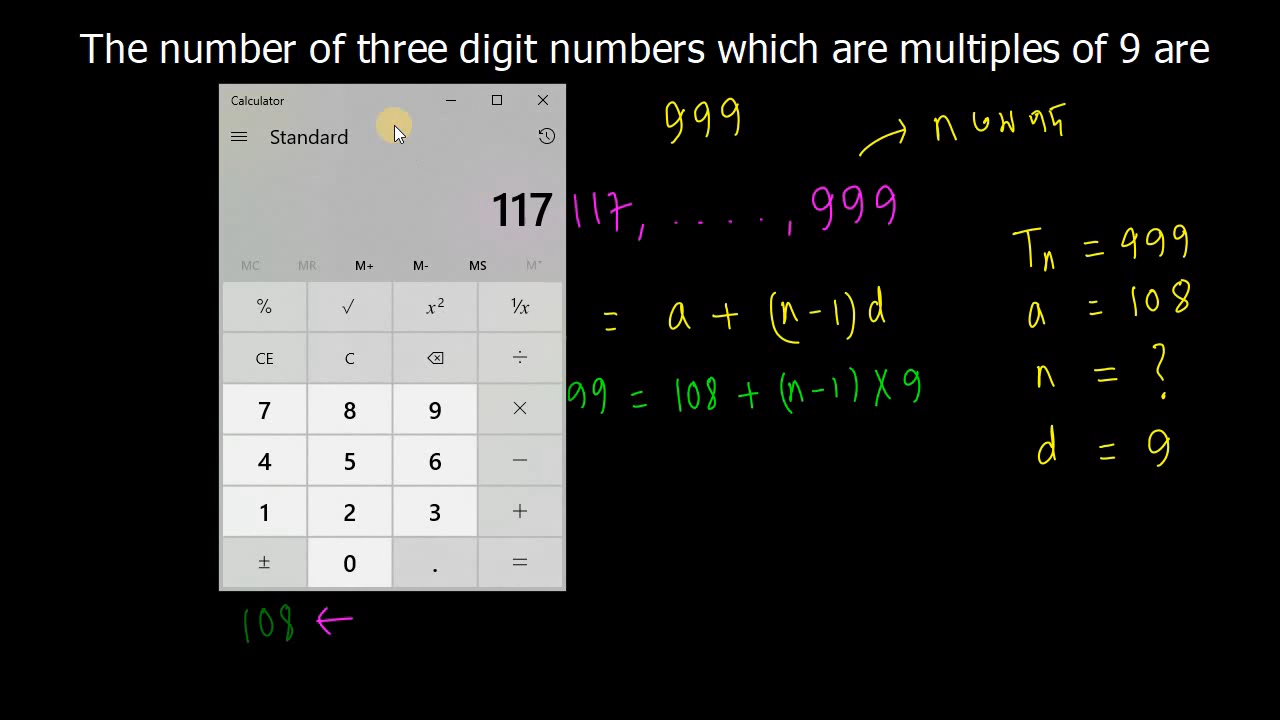 The number of three digit numbers which are multiples of 9 are
Calculator
Standard
117
MC MR M+ M- MS M˅
% √ x² ¹/x
CE C ⌫ ÷
7 8 9 ×
4 5 6 −
1 2 3 +
± 0 . =
999
→ n
117, ....., 999
= a + (n-1)d
99 = 108 + (n-1) × 9
Tn = 999
a = 108
n = ?
d = 9
108 ←